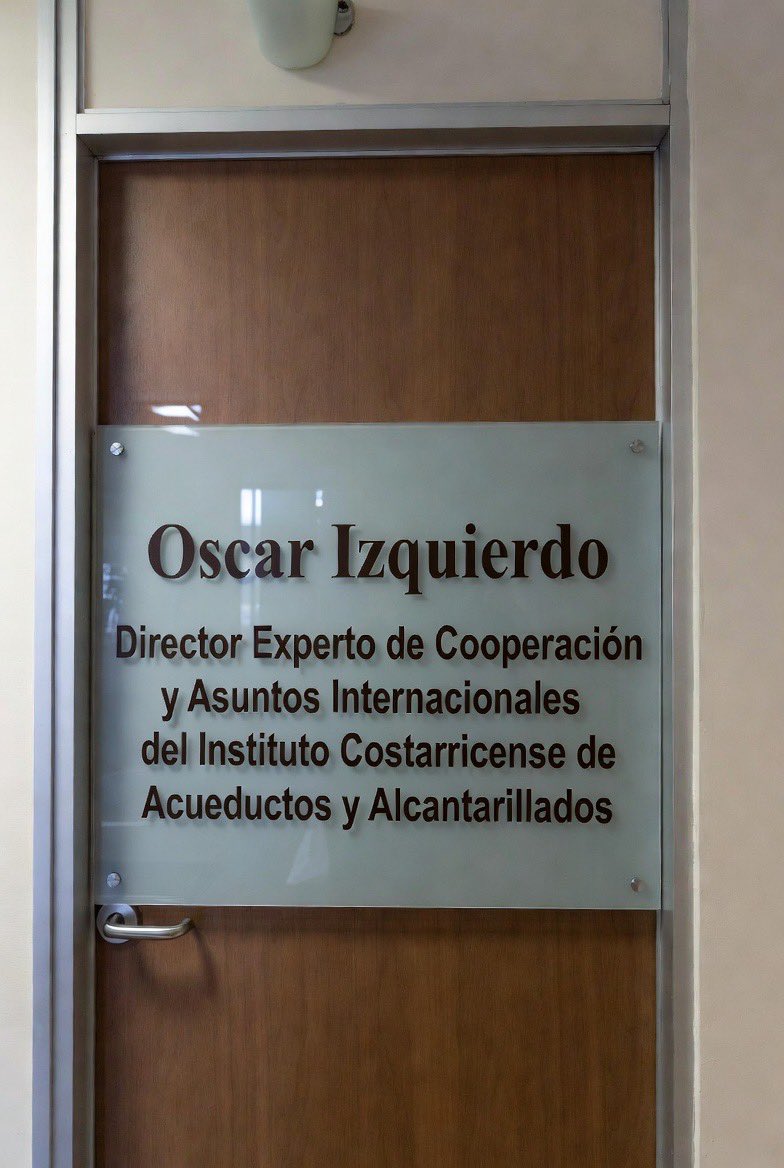 Oscar Izquierdo
Director Experto de Cooperación
y Asuntos Internacionales
del Instituto Costarricense de
Acueductos y Alcantarillados